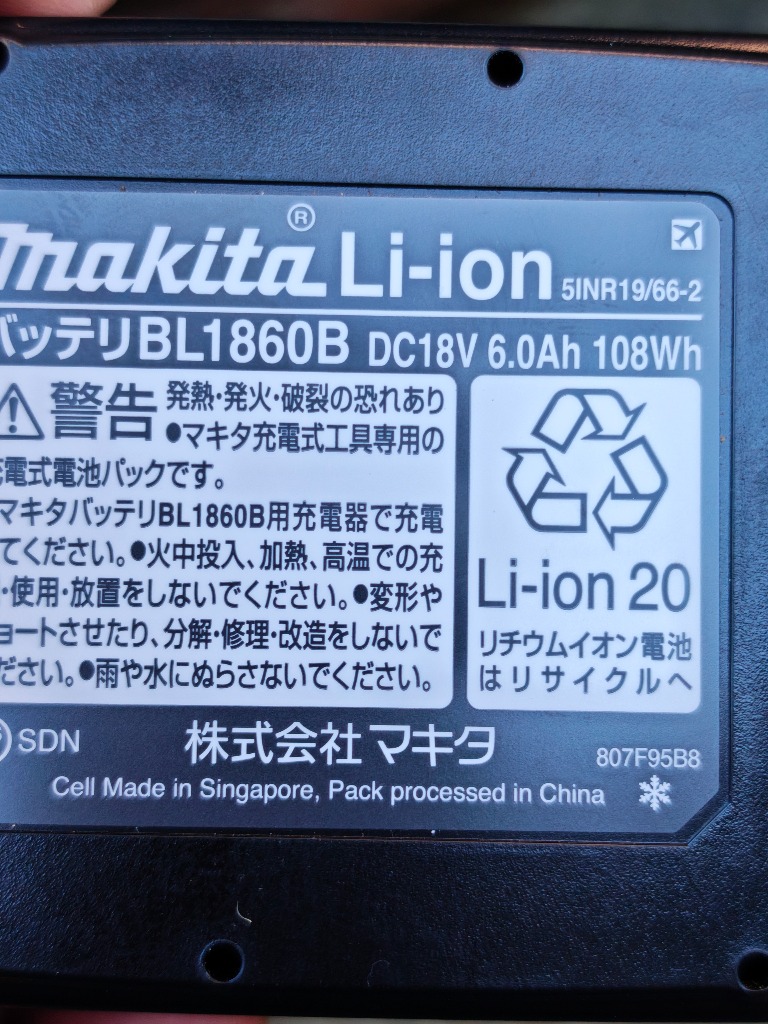 makita® Li-ion 5INR19/66-2
バッテリBL1860B DC18V 6.0Ah 108Wh
警告 発熱・発火・破裂の恐れあり
●マキタ充電式工具専用の
充電式電池パックです。
マキタバッテリBL1860B用充電器で充電
てください。●火中投入、加熱、高温での充
・使用・放置をしないでください。●変形や
ョートさせたり、分解・修理・改造をしないで
ださい。●雨や水にぬらさないでください。
Li-ion 20
リチウムイオン電池
はリサイクルへ
SDN 株式会社マキタ 807F95B8
Cell Made in Singapore, Pack processed in China